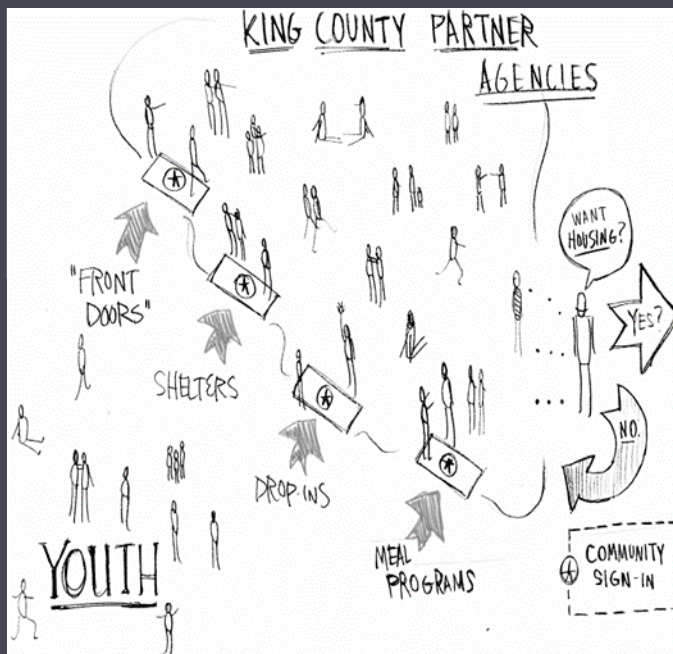 KING COUNTY PARTNER
AGENCIES
WANT
HOUSING?
YES?
NO.
"FRONT
DOORS"
SHELTERS
DROP-INS
MEAL
PROGRAMS
YOUTH
COMMUNITY
SIGN-IN